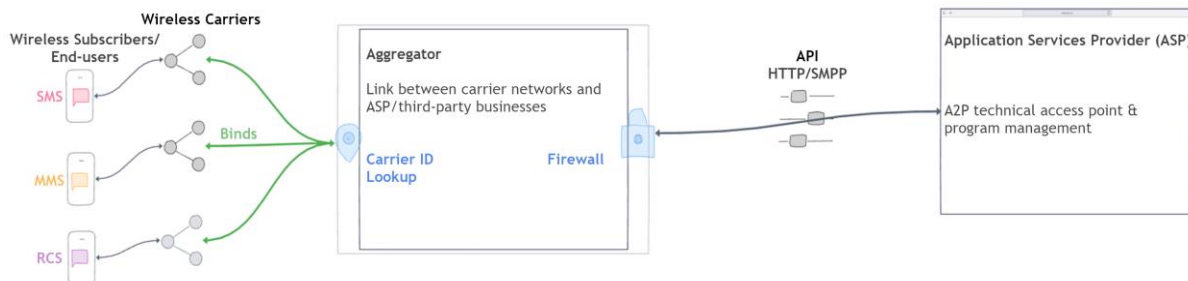 Wireless Carriers
Wireless Subscribers/
End-users
SMS
MMS
RCS
Binds
Aggregator
Link between carrier networks and
ASP/third-party businesses
Carrier ID
Lookup
Firewall
API
HTTP/SMPP
Application Services Provider (ASP)
A2P technical access point &
program management